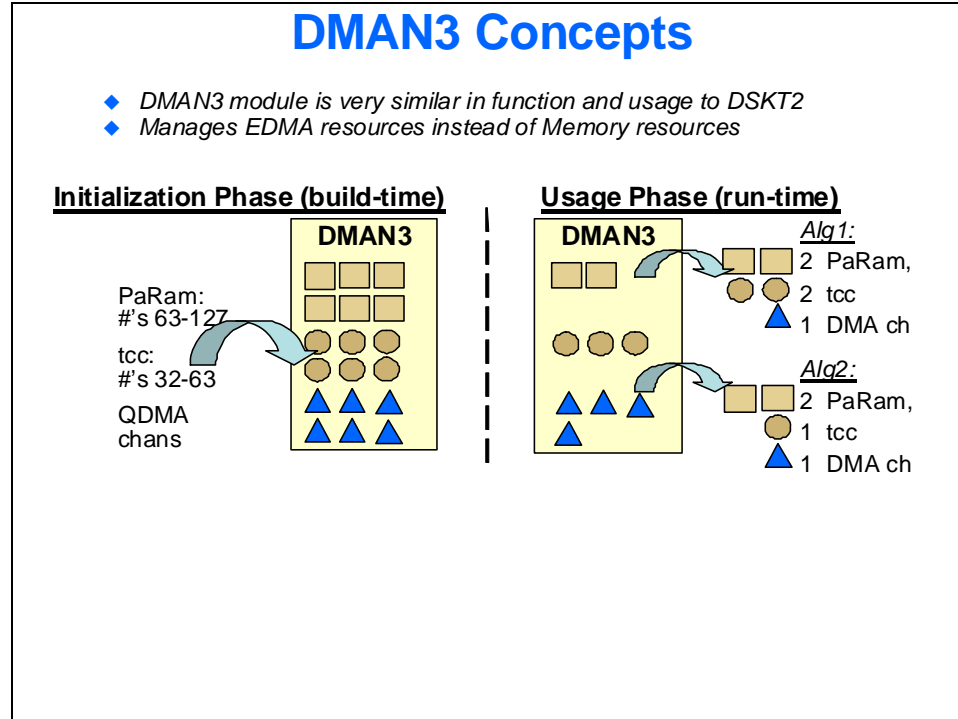 DMAN3 Concepts
DMAN3 module is very similar in function and usage to DSKT2
Manages EDMA resources instead of Memory resources
Initialization Phase (build-time)
DMAN3
PaRam:
#'s 63-127
tcc:
#'s 32-63
QDMA
chans
Usage Phase (run-time)
DMAN3
Alg1:
2 PaRam,
2 tcc
1 DMA ch
Alg2:
2 PaRam,
1 tcc
1 DMA ch